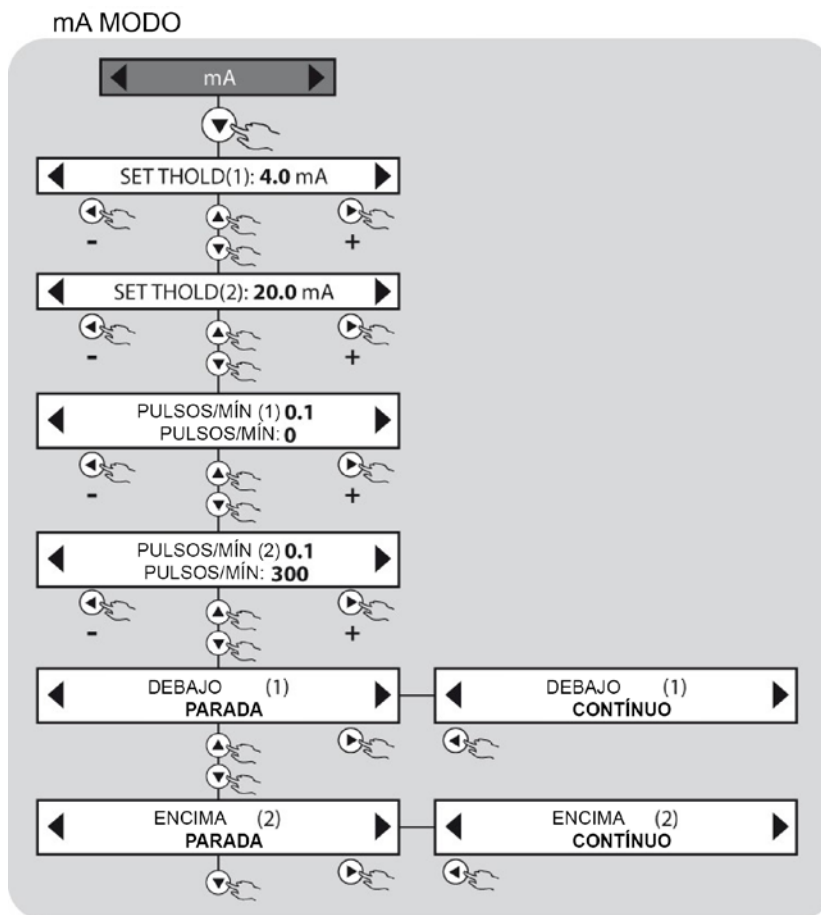 mA MODO
mA
SET THOLD(1): 4.0 mA
- +
SET THOLD(2): 20.0 mA
- +
PULSOS/MÍN (1) 0.1
PULSOS/MÍN: 0
- +
PULSOS/MÍN (2) 0.1
PULSOS/MÍN: 300
- +
DEBAJO (1)
PARADA
DEBAJO (1)
CONTÍNUO
ENCIMA (2)
PARADA
ENCIMA (2)
CONTÍNUO